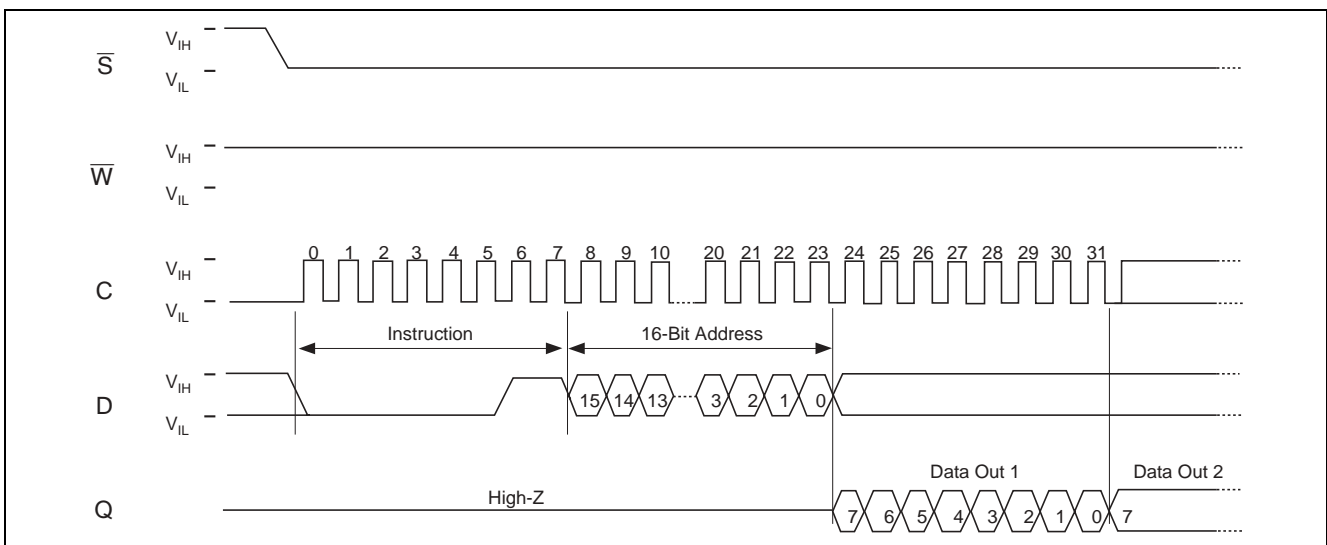 S̅
V_IH
V_IL
W̅
V_IH
V_IL
C
V_IH
V_IL
0 1 2 3 4 5 6 7 8 9 10 20 21 22 23 24 25 26 27 28 29 30 31
Instruction
16-Bit Address
D
V_IH
V_IL
15 14 13 3 2 1 0
Data Out 1
Data Out 2
Q
High-Z
7 6 5 4 3 2 1 0 7